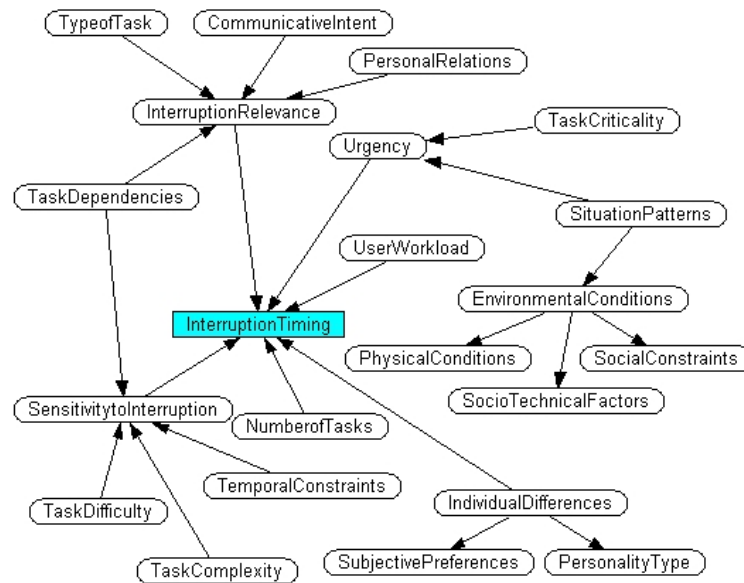 TypeofTask
CommunicativeIntent
PersonalRelations
InterruptionRelevance
TaskCriticality
Urgency
TaskDependencies
SituationPatterns
UserWorkload
EnvironmentalConditions
InterruptionTiming
PhysicalConditions
SocialConstraints
SocioTechnicalFactors
SensitivitytoInterruption
NumberofTasks
TemporalConstraints
IndividualDifferences
TaskDifficulty
SubjectivePreferences
PersonalityType
TaskComplexity